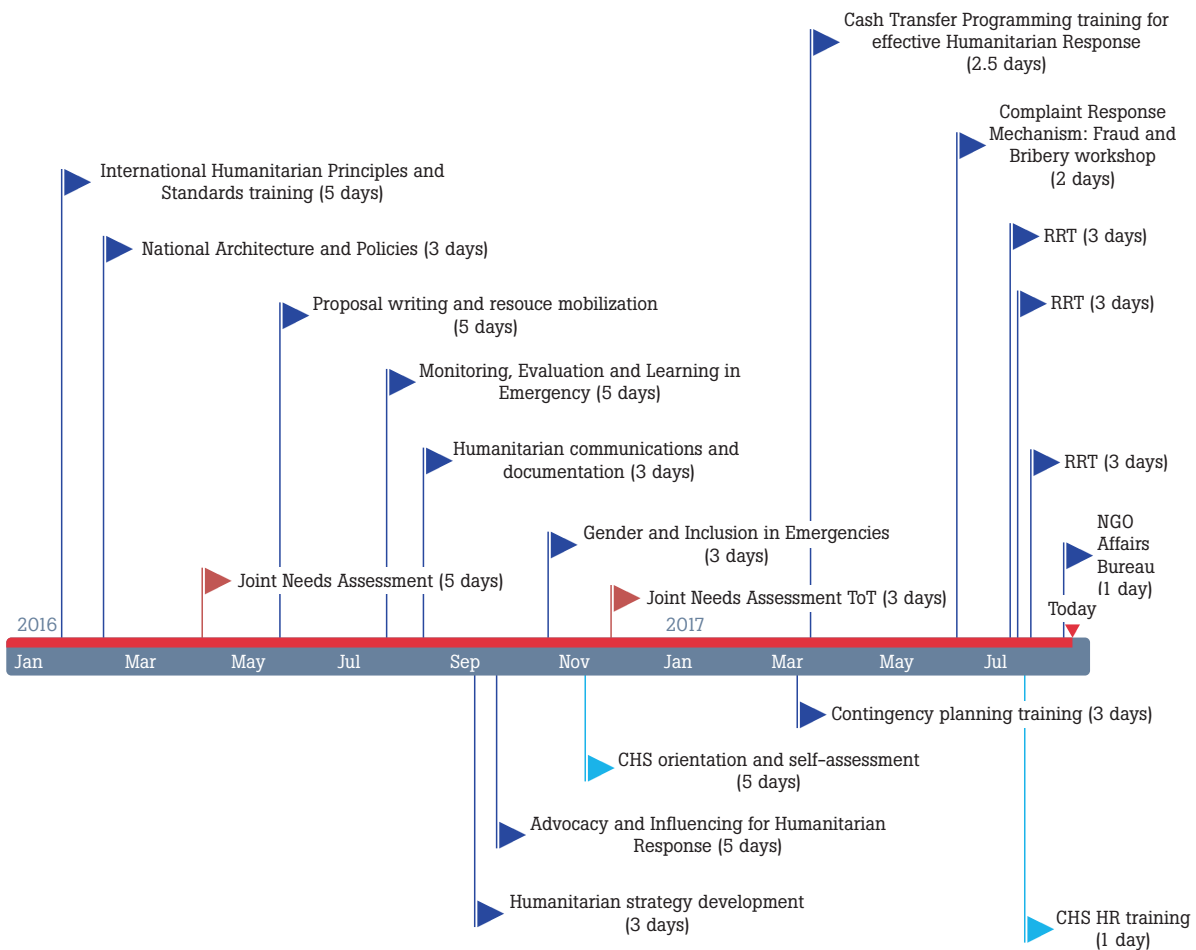 Cash Transfer Programming training for
effective Humanitarian Response
(2.5 days)
Complaint Response
Mechanism: Fraud and
Bribery workshop
(2 days)
International Humanitarian Principles and
Standards training (5 days)
National Architecture and Policies (3 days)
RRT (3 days)
Proposal writing and resouce mobilization
(5 days)
RRT (3 days)
Monitoring, Evaluation and Learning in
Emergency (5 days)
Humanitarian communications and
documentation (3 days)
RRT (3 days)
Gender and Inclusion in Emergencies
(3 days)
NGO
Affairs
Bureau
(1 day)
Joint Needs Assessment (5 days)
Joint Needs Assessment ToT (3 days)
Today
2016
2017
Jan Mar May Jul Sep Nov Jan Mar May Jul
Contingency planning training (3 days)
CHS orientation and self-assessment
(5 days)
Advocacy and Influencing for Humanitarian
Response (5 days)
Humanitarian strategy development
(3 days)
CHS HR training
(1 day)